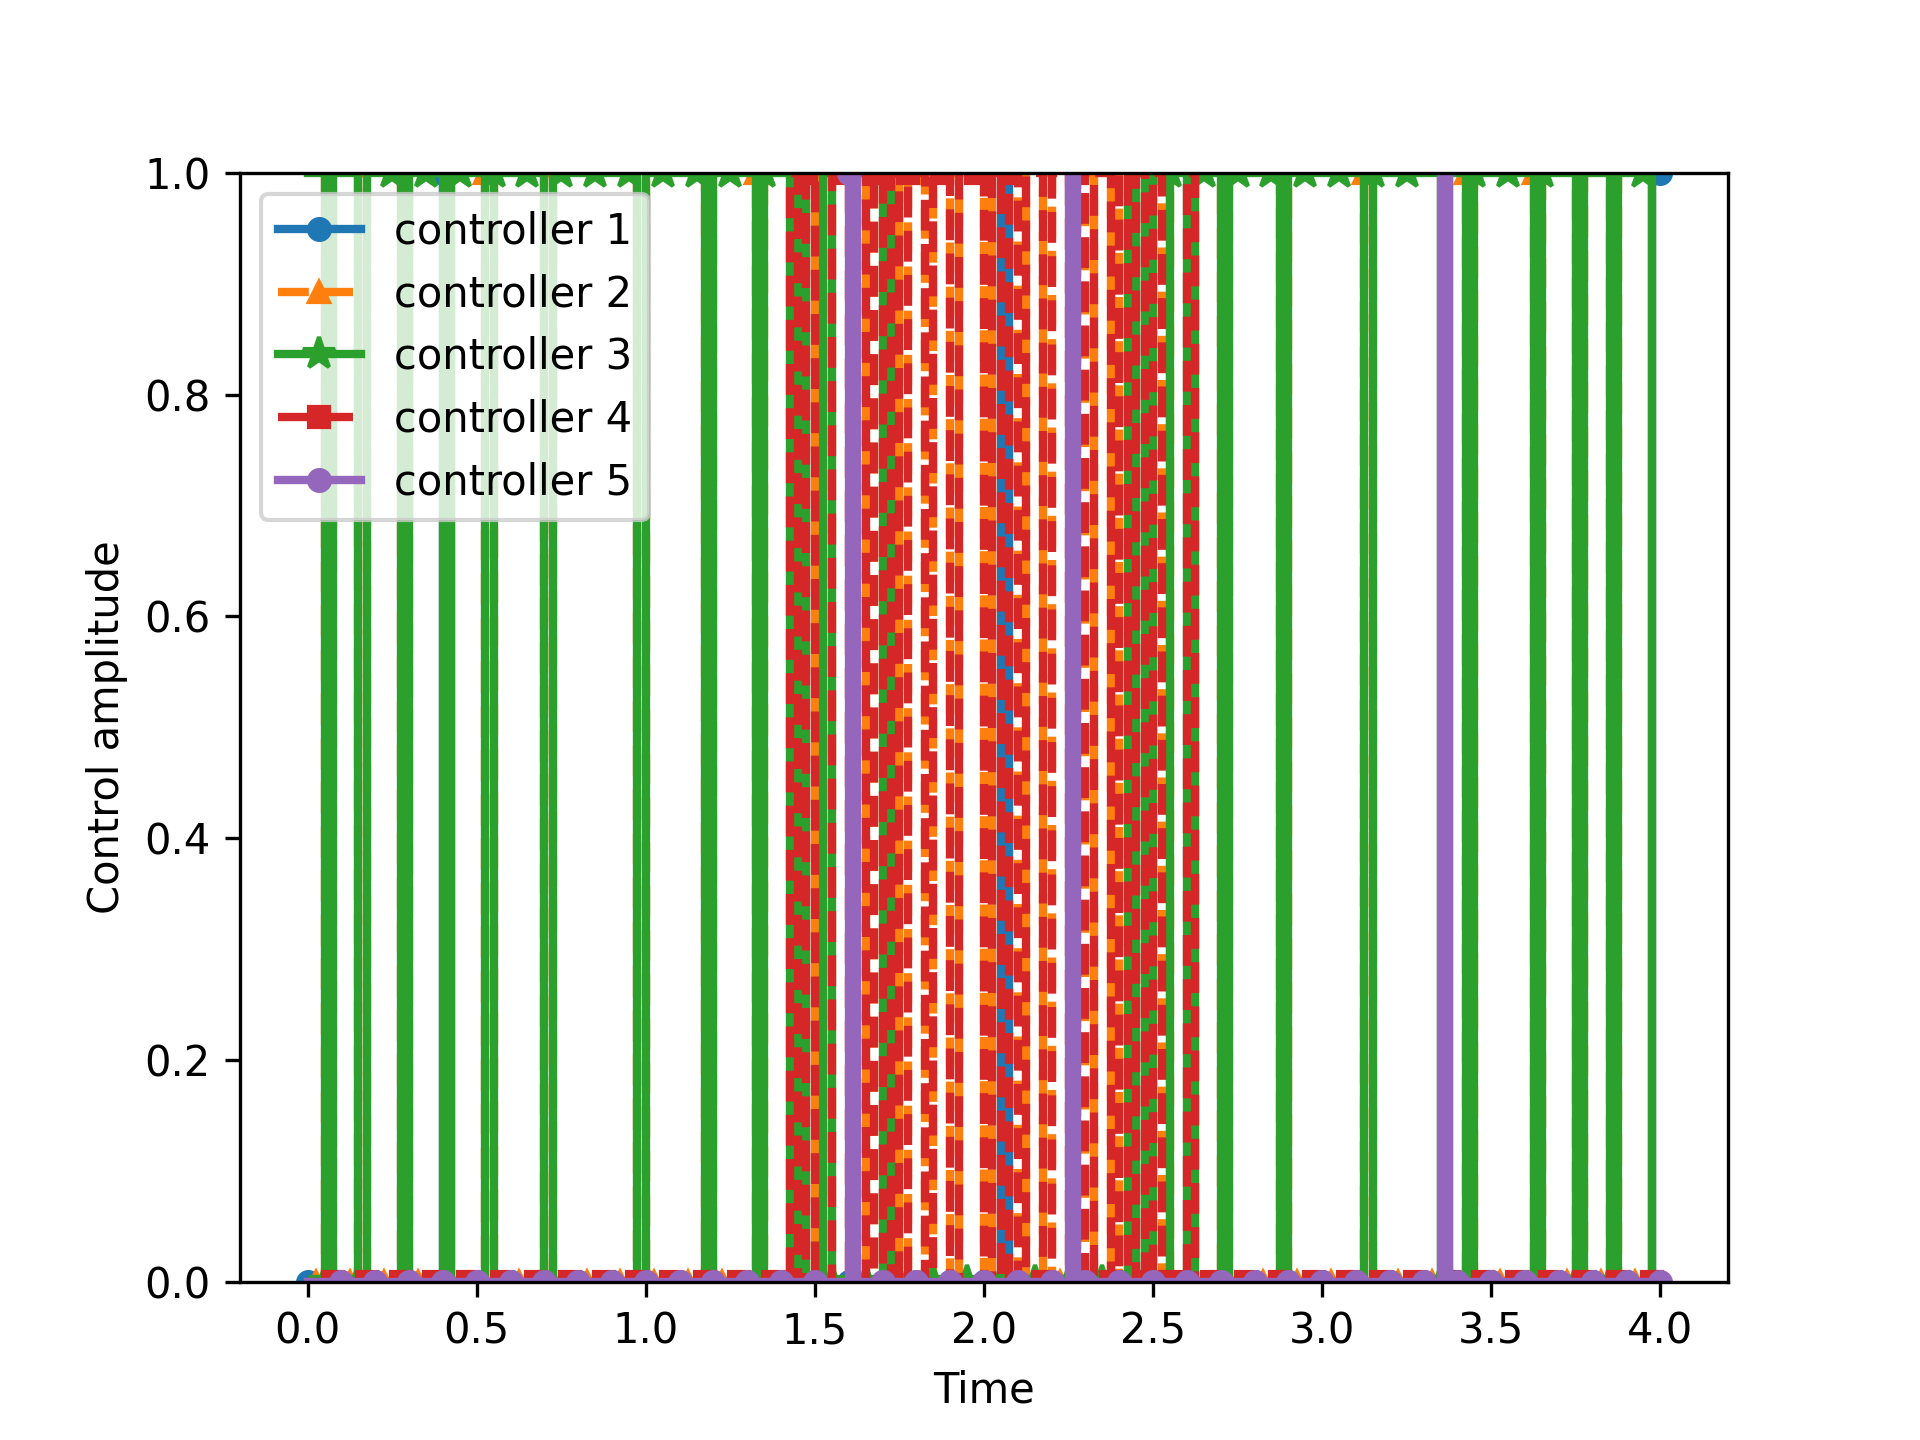 1.0
0.8
0.6
0.4
0.2
0.0
Control amplitude
controller 1
controller 2
controller 3
controller 4
controller 5
0.0 0.5 1.0 1.5 2.0 2.5 3.0 3.5 4.0
Time